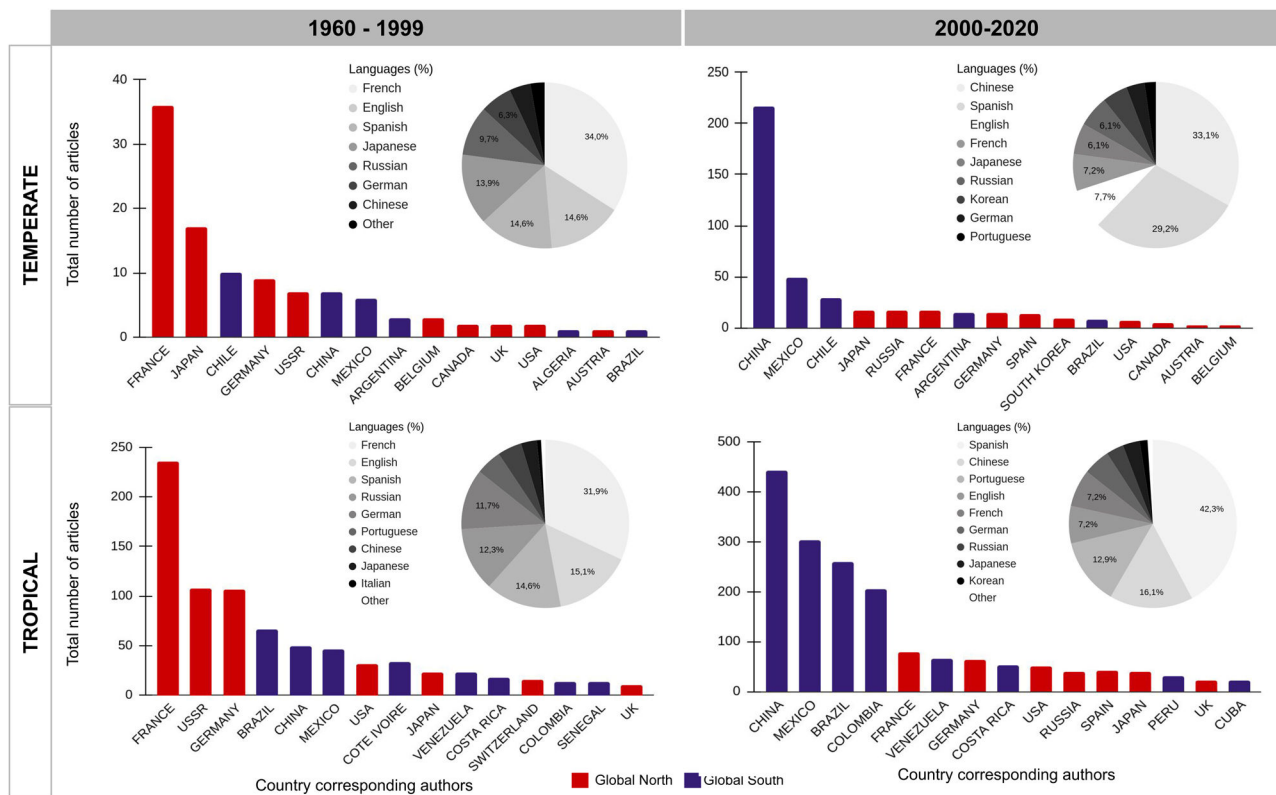 1960 - 1999
2000-2020
TEMPERATE
Total number of articles
40
30
20
10
0
FRANCE
JAPAN
CHILE
GERMANY
USSR
CHINA
MEXICO
ARGENTINA
BELGIUM
CANADA
UK
USA
ALGERIA
AUSTRIA
BRAZIL
Languages (%)
French
English
Spanish
Japanese
Russian
German
Chinese
Other
34,0%
14,6%
14,6%
13,9%
9,7%
6,3%
250
200
150
100
50
0
CHINA
MEXICO
CHILE
JAPAN
RUSSIA
FRANCE
ARGENTINA
GERMANY
SPAIN
SOUTH KOREA
BRAZIL
USA
CANADA
AUSTRIA
BELGIUM
Languages (%)
Chinese
Spanish
English
French
Japanese
Russian
Korean
German
Portuguese
33,1%
29,2%
7,7%
7,2%
6,1%
6,1%
TROPICAL
Total number of articles
250
200
150
100
50
0
FRANCE
USSR
GERMANY
BRAZIL
CHINA
MEXICO
USA
COTE IVOIRE
JAPAN
VENEZUELA
COSTA RICA
SWITZERLAND
COLOMBIA
SENEGAL
UK
Languages (%)
French
English
Spanish
Russian
German
Portuguese
Chinese
Japanese
Italian
Other
31,9%
15,1%
14,6%
12,3%
11,7%
Country corresponding authors
500
400
300
200
100
0
CHINA
MEXICO
BRAZIL
COLOMBIA
FRANCE
VENEZUELA
GERMANY
COSTA RICA
USA
RUSSIA
SPAIN
JAPAN
PERU
UK
CUBA
Languages (%)
Spanish
Chinese
Portuguese
English
French
German
Russian
Japanese
Korean
Other
42,3%
16,1%
12,9%
7,2%
7,2%
Country corresponding authors
Global North
Global South